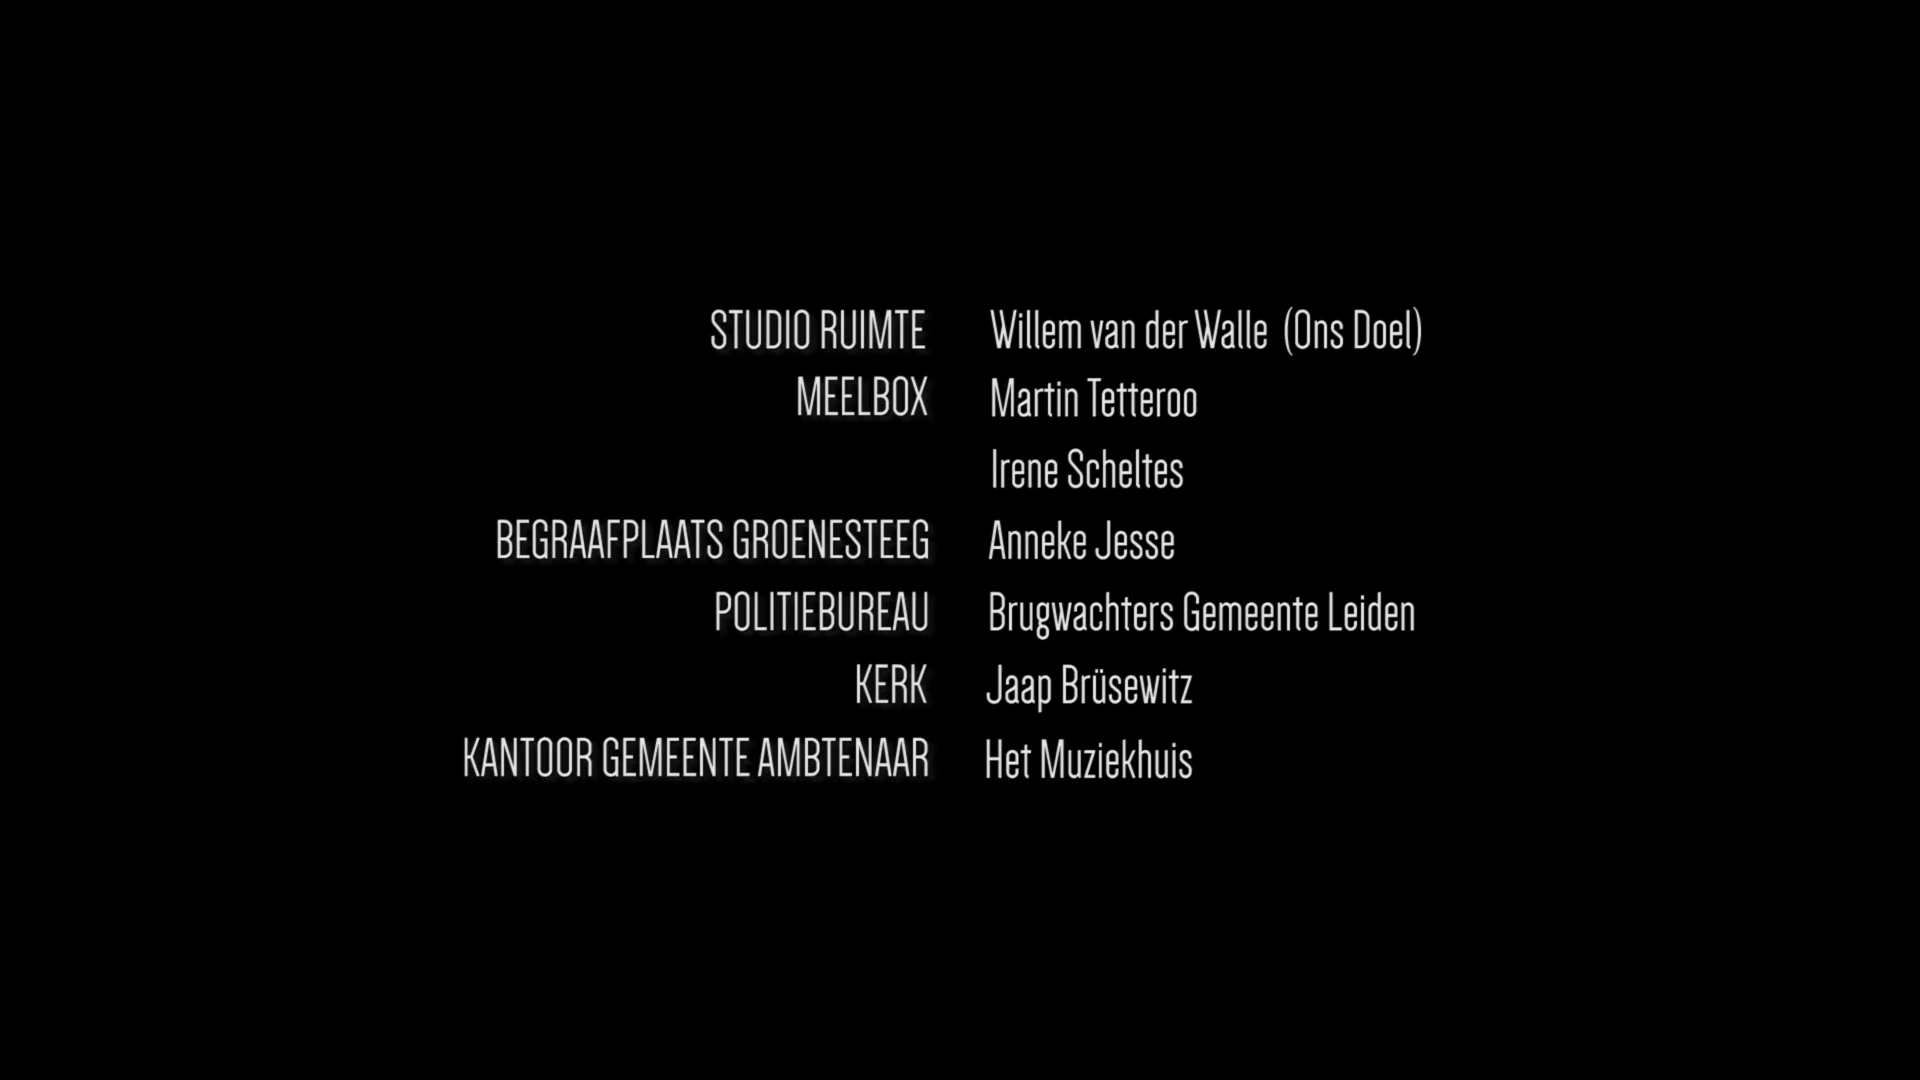 STUDIO RUIMTE Willem van der Walle (Ons Doel)
MEELBOX Martin Tetteroo
Irene Scheltes
BEGRAAFPLAATS GROENESTEEG Anneke Jesse
POLITIEBUREAU Brugwachters Gemeente Leiden
KERK Jaap Brüsewitz
KANTOOR GEMEENTE AMBTENAAR Het Muziekhuis